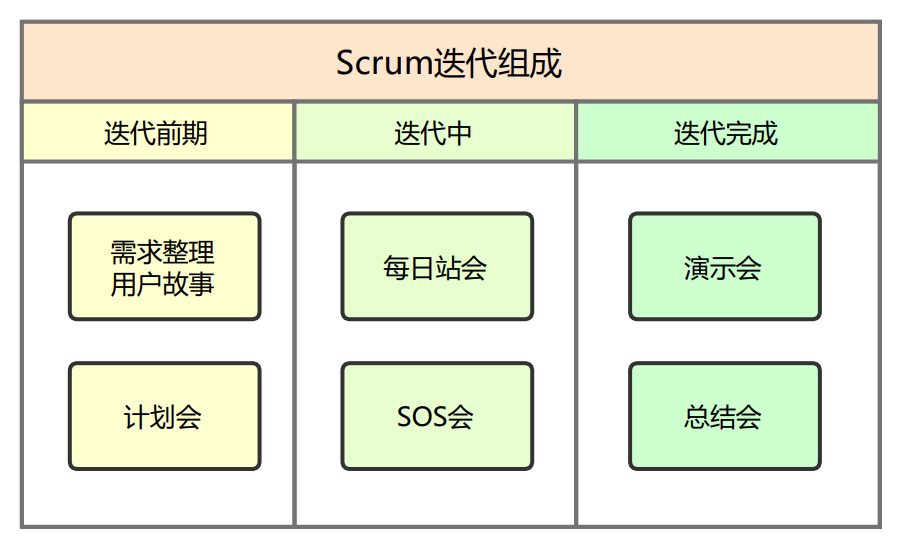 Scrum迭代组成
迭代前期
迭代中
迭代完成
需求整理
用户故事
每日站会
演示会
计划会
SOS会
总结会